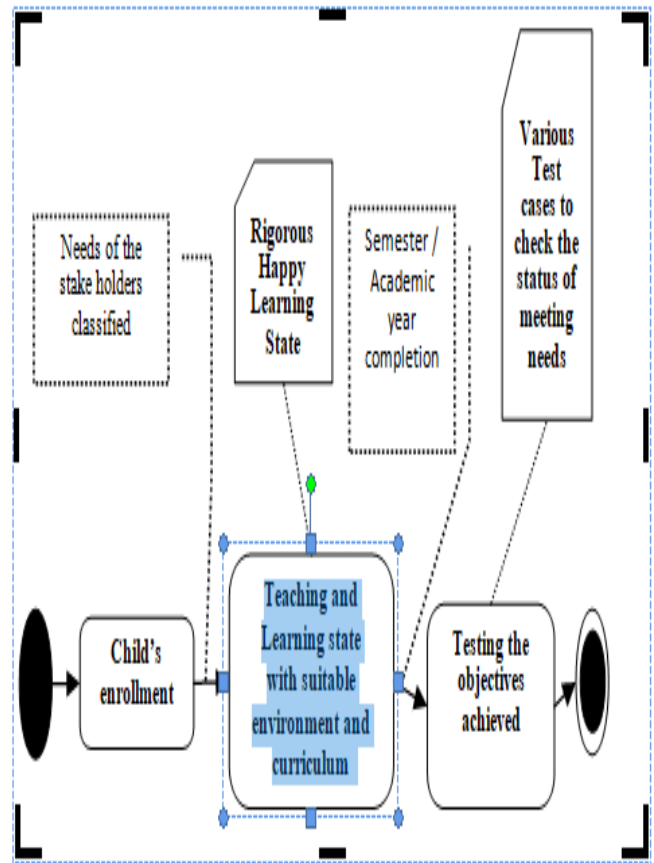 Various
Test
cases to
check the
status of
meeting
needs
Rigorous
Happy
Learning
State
Semester /
Academic
year
completion
Needs of the
stake holders
classified
Child's
enrollment
Teaching and
Learning state
with suitable
environment and
curriculum
Testing the
objectives
achieved